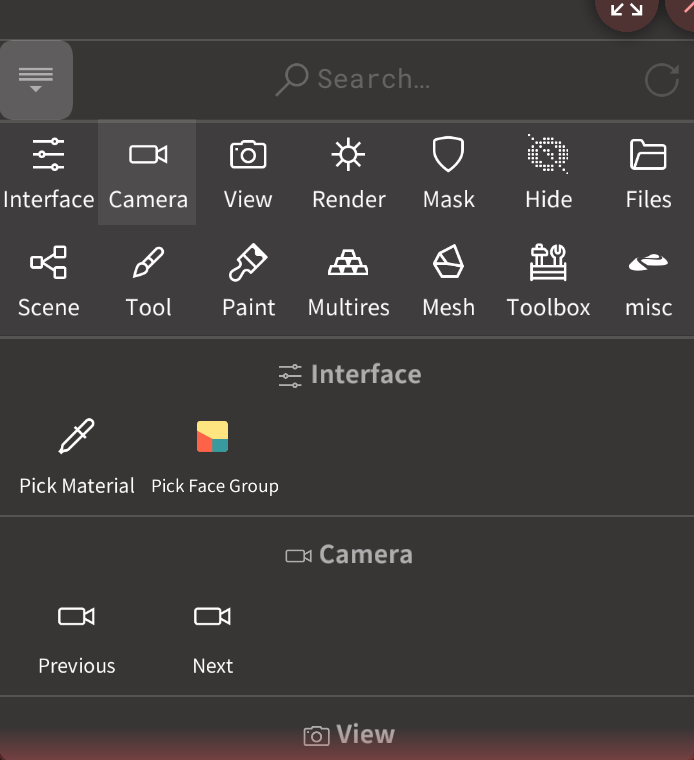 Search…
Interface Camera View Render Mask Hide Files
Scene Tool Paint Multires Mesh Toolbox misc
Interface
Pick Material Pick Face Group
Camera
Previous Next
View